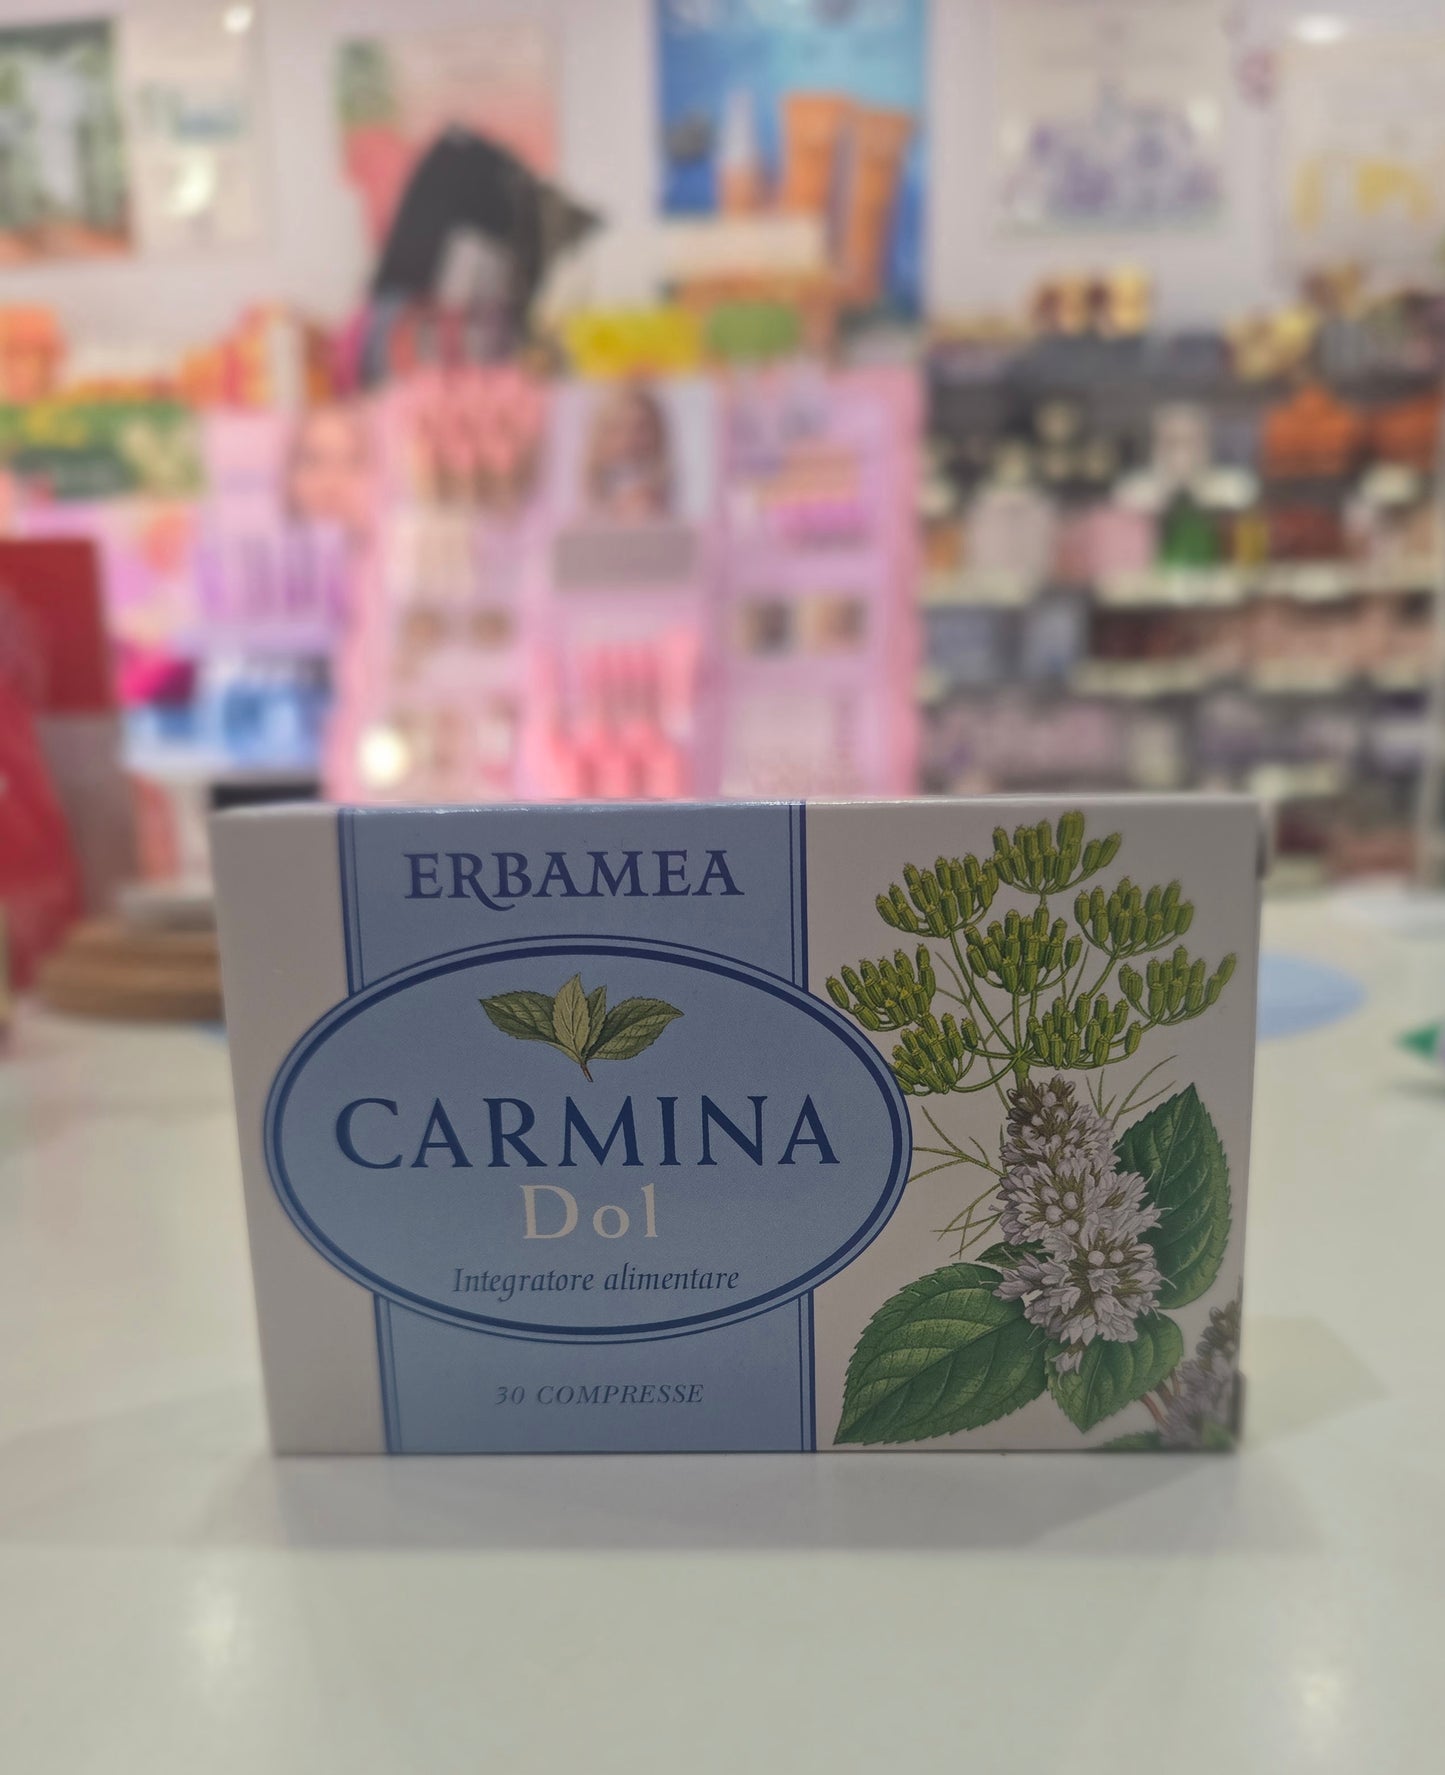 ERBAMEA
CARMINA
Dol
Integratore alimentare
30 COMPRESSE